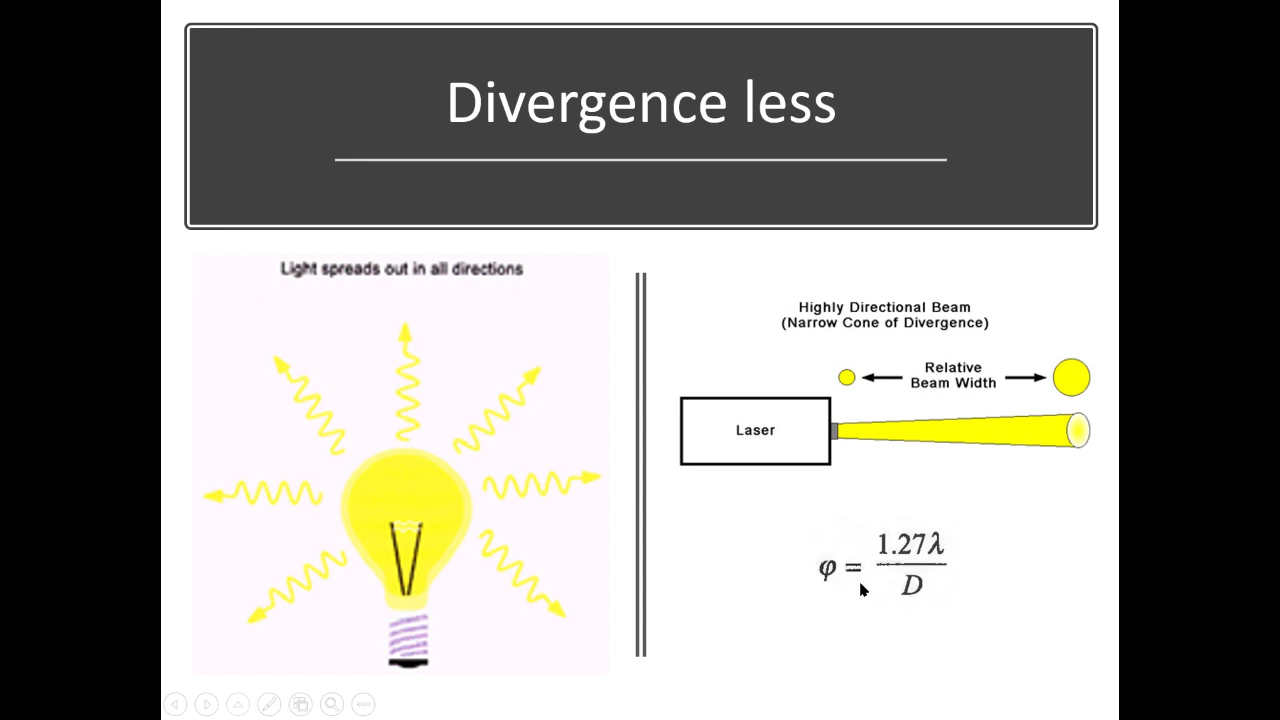 Divergence less
Light spreads out in all directions
Highly Directional Beam
(Narrow Cone of Divergence)
Relative
Beam Width
Laser
φ = 1.27λ / D